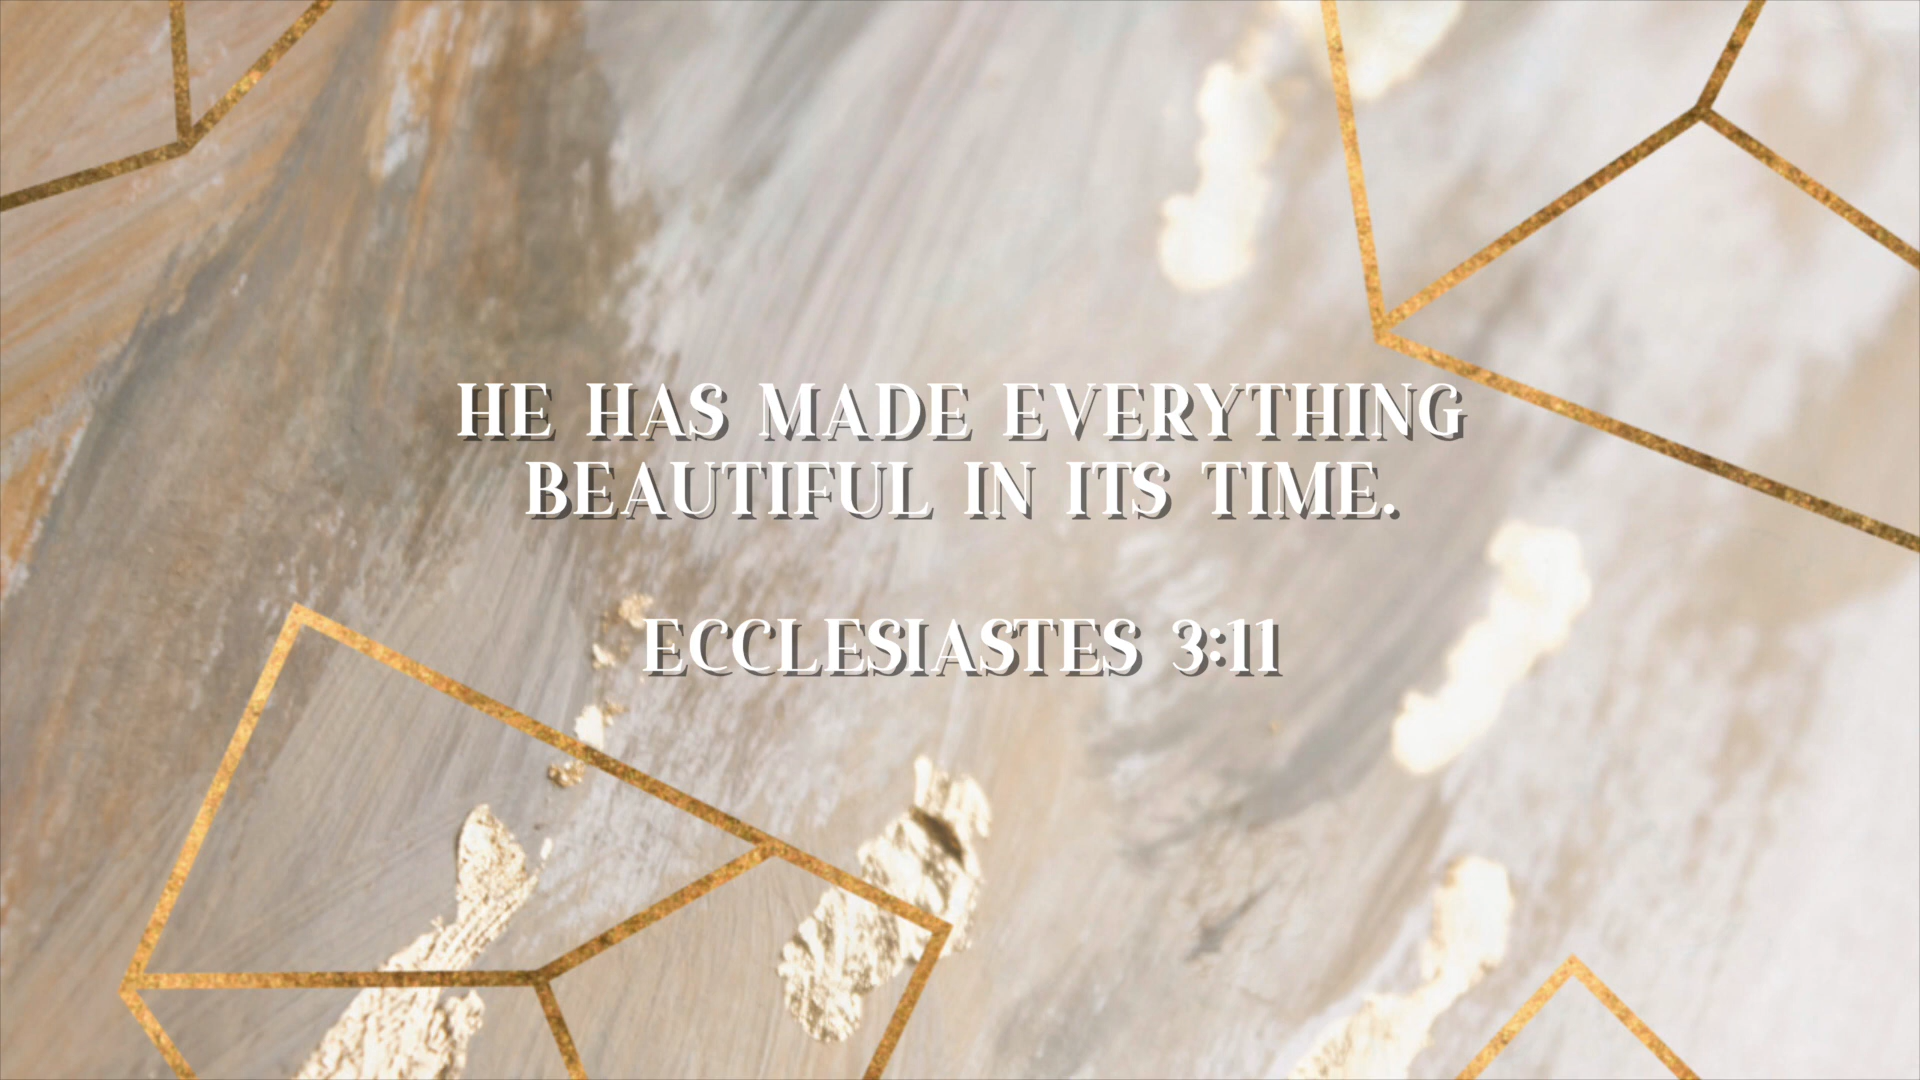 HE HAS MADE EVERYTHING
BEAUTIFUL IN ITS TIME.
ECCLESIASTES 3:11